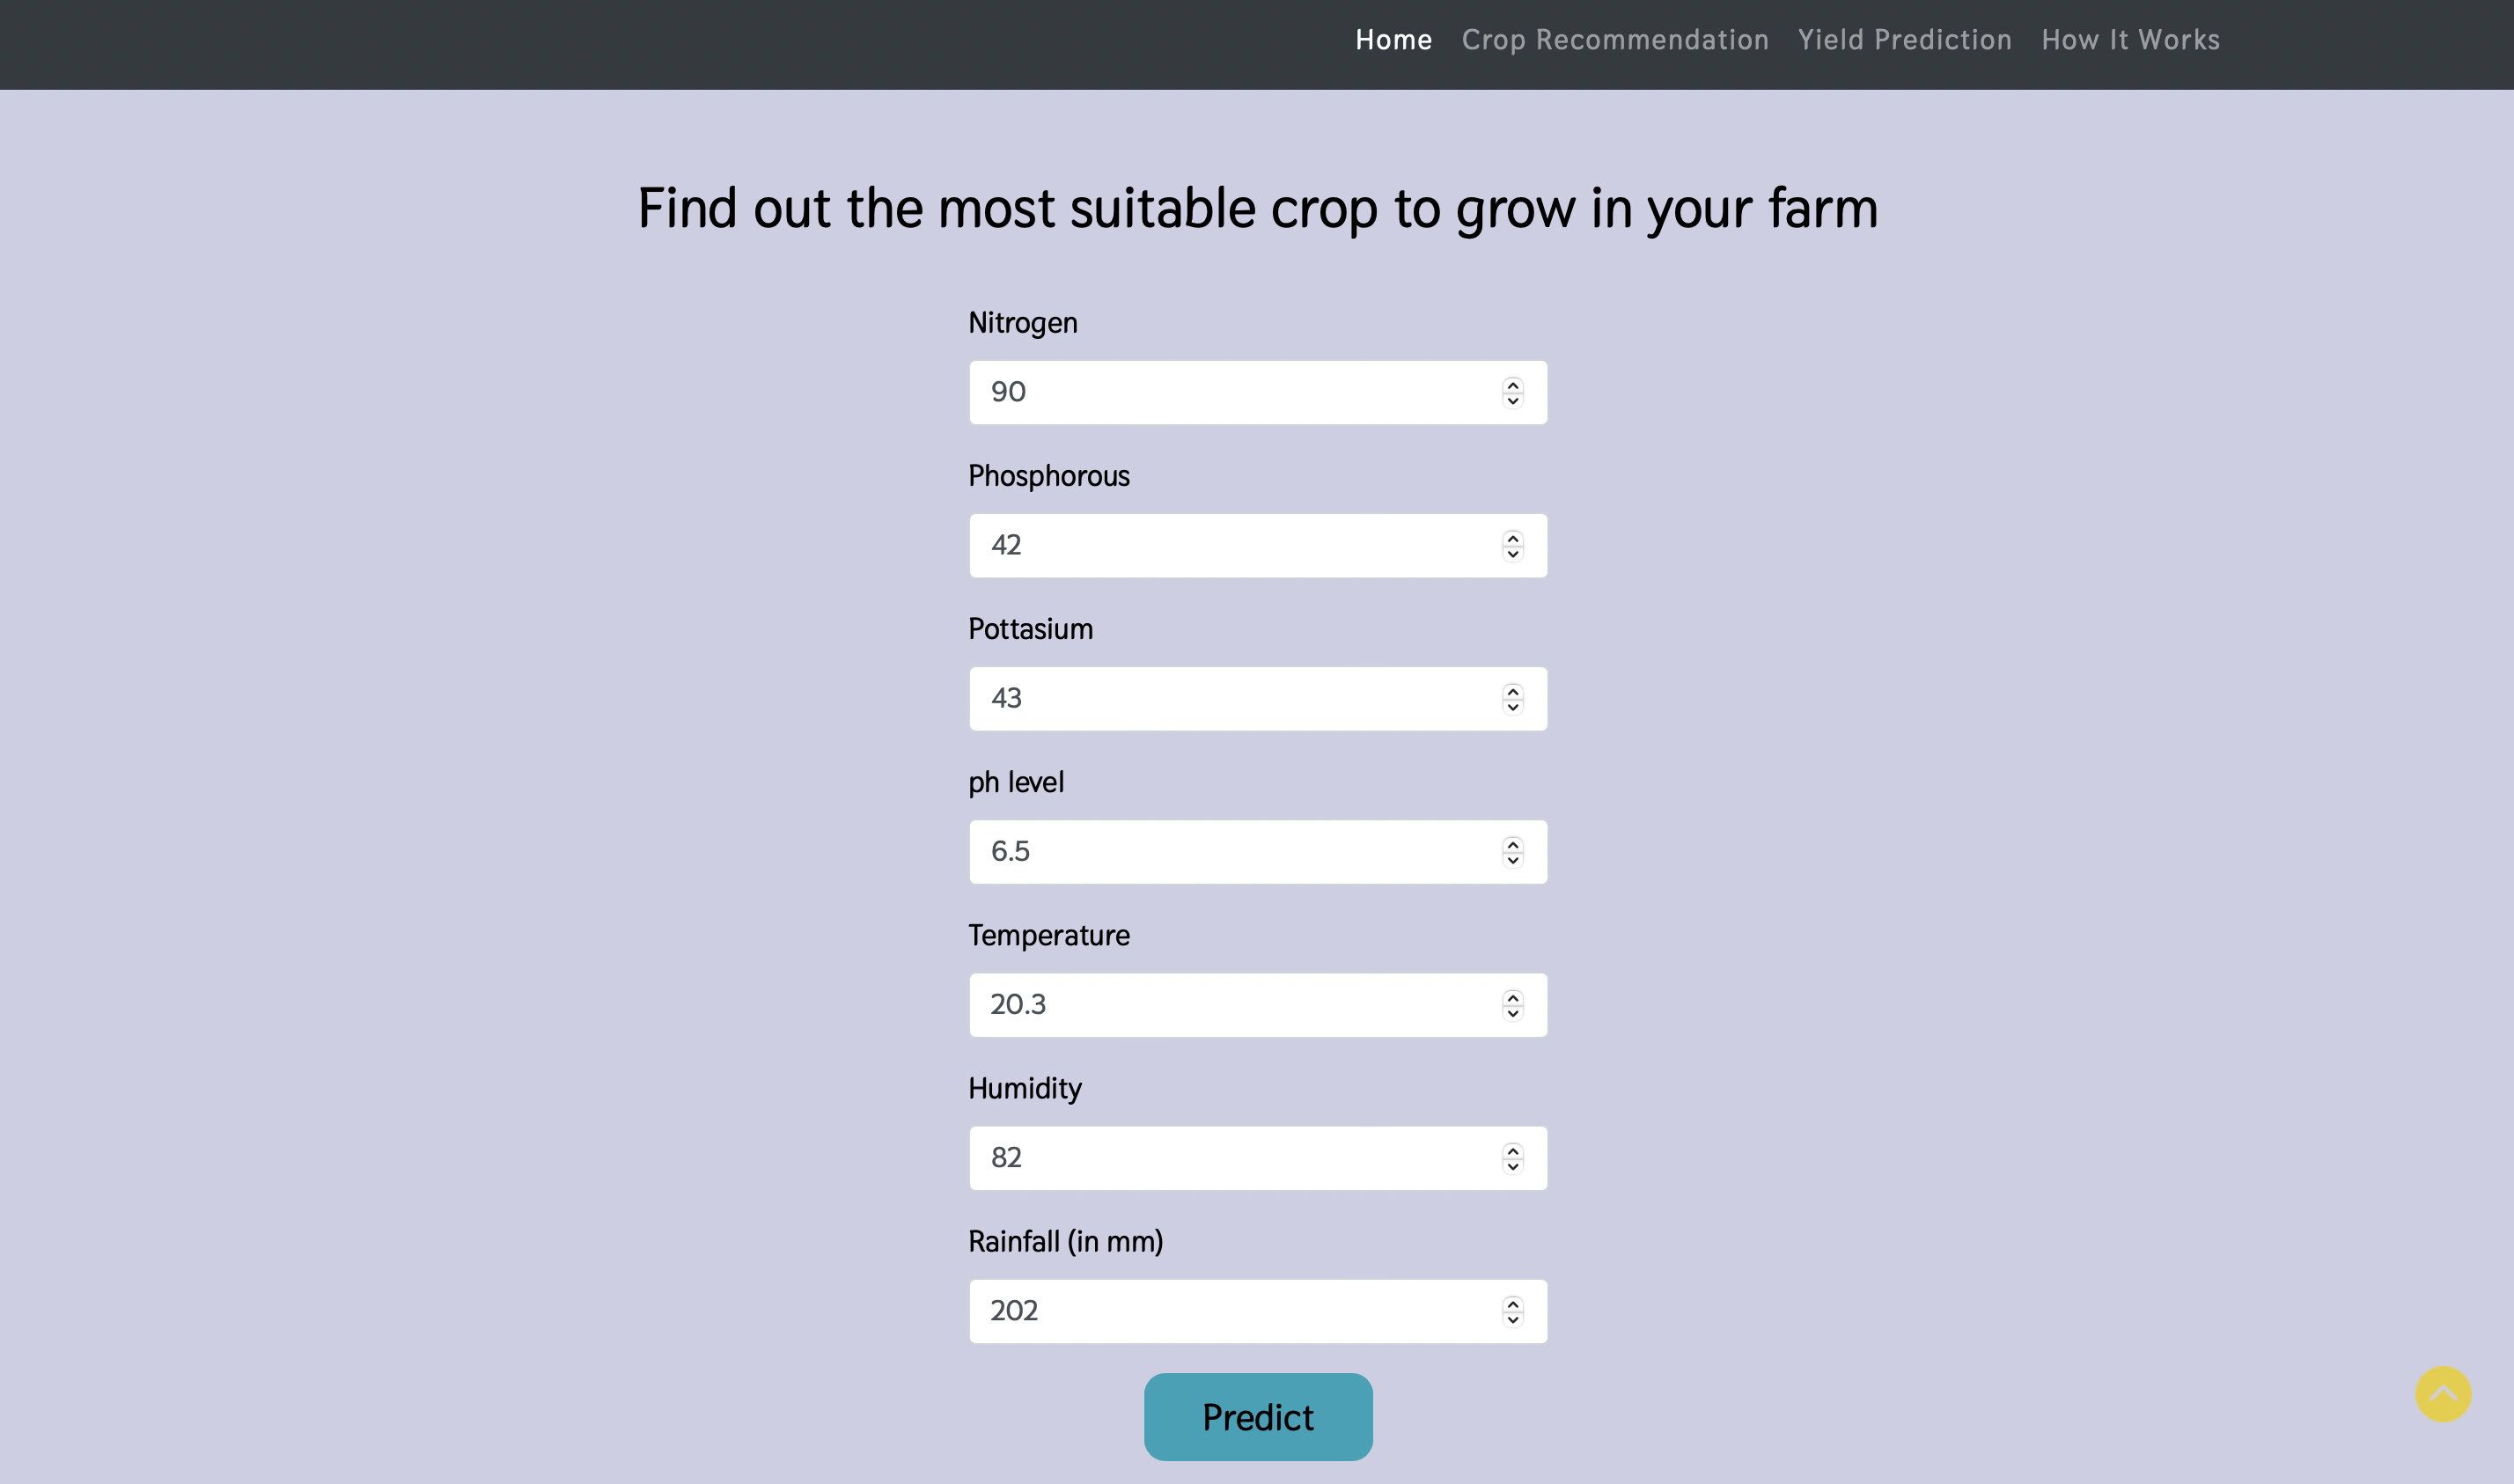 Home Crop Recommendation Yield Prediction How It Works
Find out the most suitable crop to grow in your farm
Nitrogen
90
Phosphorous
42
Pottasium
43
ph level
6.5
Temperature
20.3
Humidity
82
Rainfall (in mm)
202
Predict